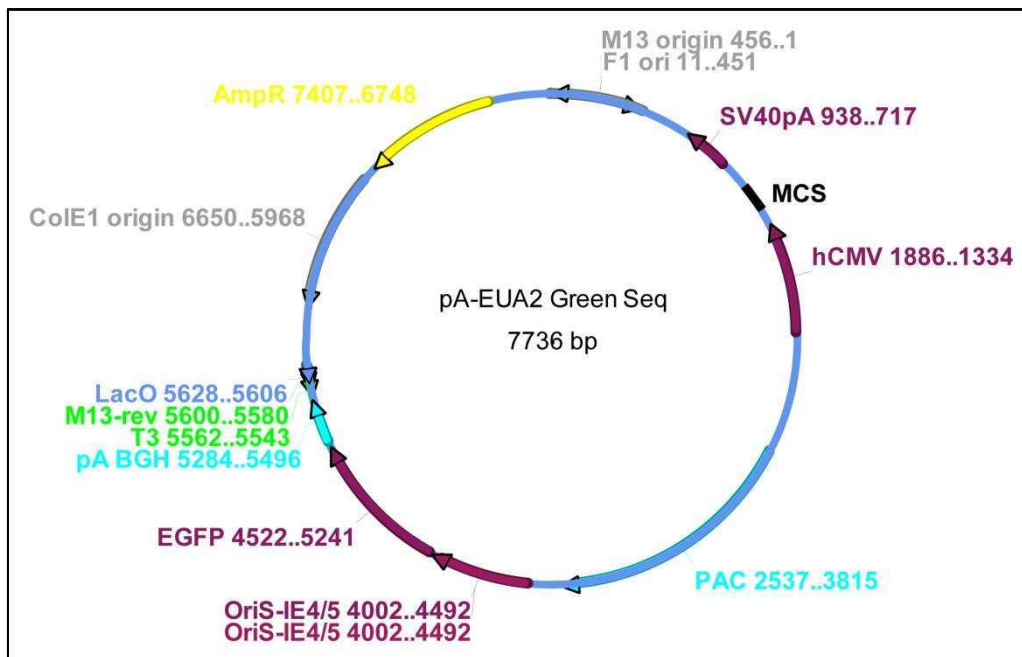 M13 origin 456..1
F1 ori 11..451
AmpR 7407..6748
SV40pA 938..717
MCS
ColE1 origin 6650..5968
hCMV 1886..1334
pA-EUA2 Green Seq
7736 bp
LacO 5628..5606
M13-rev 5600..5580
T3 5562..5543
pA BGH 5284..5496
EGFP 4522..5241
PAC 2537..3815
OriS-IE4/5 4002..4492
OriS-IE4/5 4002..4492